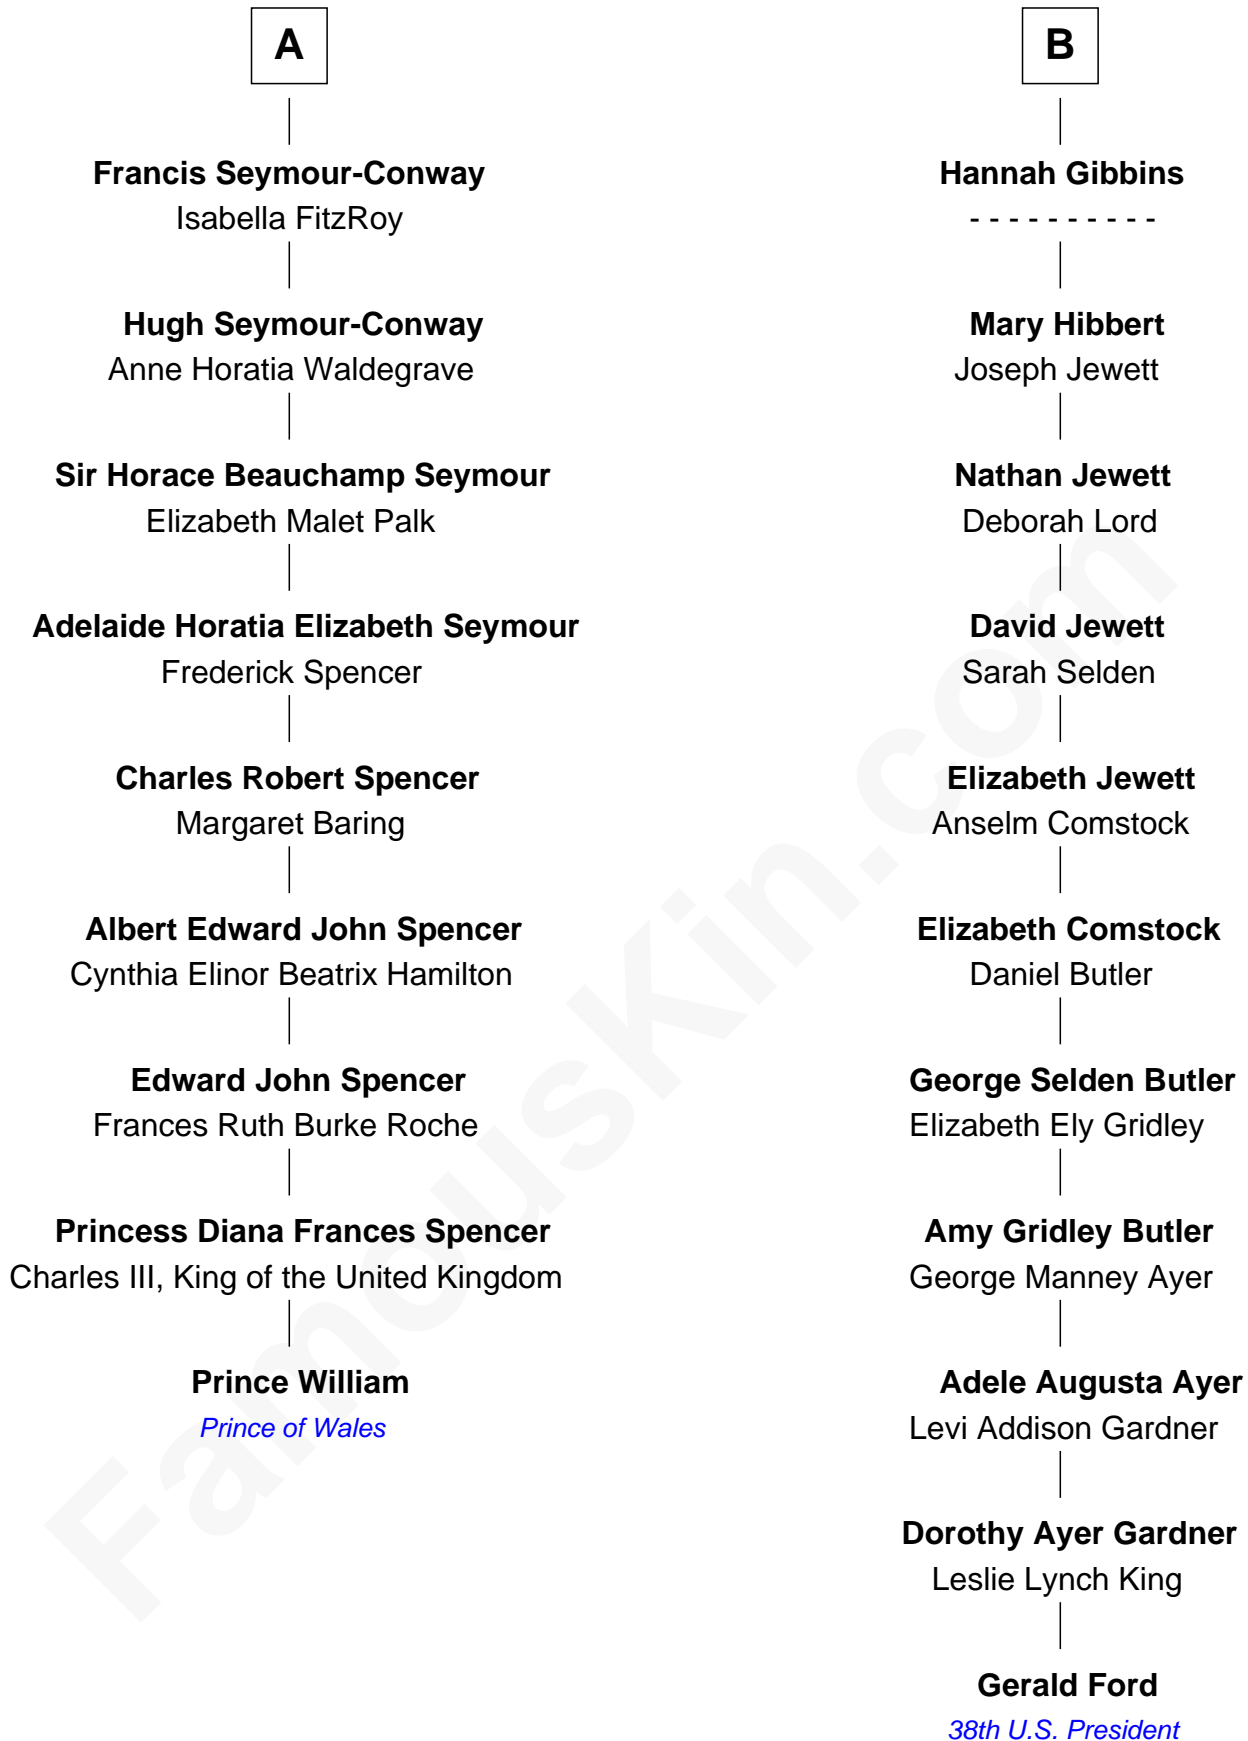 A
Francis Seymour-Conway
Isabella FitzRoy
Hugh Seymour-Conway
Anne Horatia Waldegrave
Sir Horace Beauchamp Seymour
Elizabeth Malet Palk
Adelaide Horatia Elizabeth Seymour
Frederick Spencer
Charles Robert Spencer
Margaret Baring
Albert Edward John Spencer
Cynthia Elinor Beatrix Hamilton
Edward John Spencer
Frances Ruth Burke Roche
Princess Diana Frances Spencer
Charles III, King of the United Kingdom
Prince William
Prince of Wales
B
Hannah Gibbins
- - - - - - - - - -
Mary Hibbert
Joseph Jewett
Nathan Jewett
Deborah Lord
David Jewett
Sarah Selden
Elizabeth Jewett
Anselm Comstock
Elizabeth Comstock
Daniel Butler
George Selden Butler
Elizabeth Ely Gridley
Amy Gridley Butler
George Manney Ayer
Adele Augusta Ayer
Levi Addison Gardner
Dorothy Ayer Gardner
Leslie Lynch King
Gerald Ford
38th U.S. President
FamousKin.com